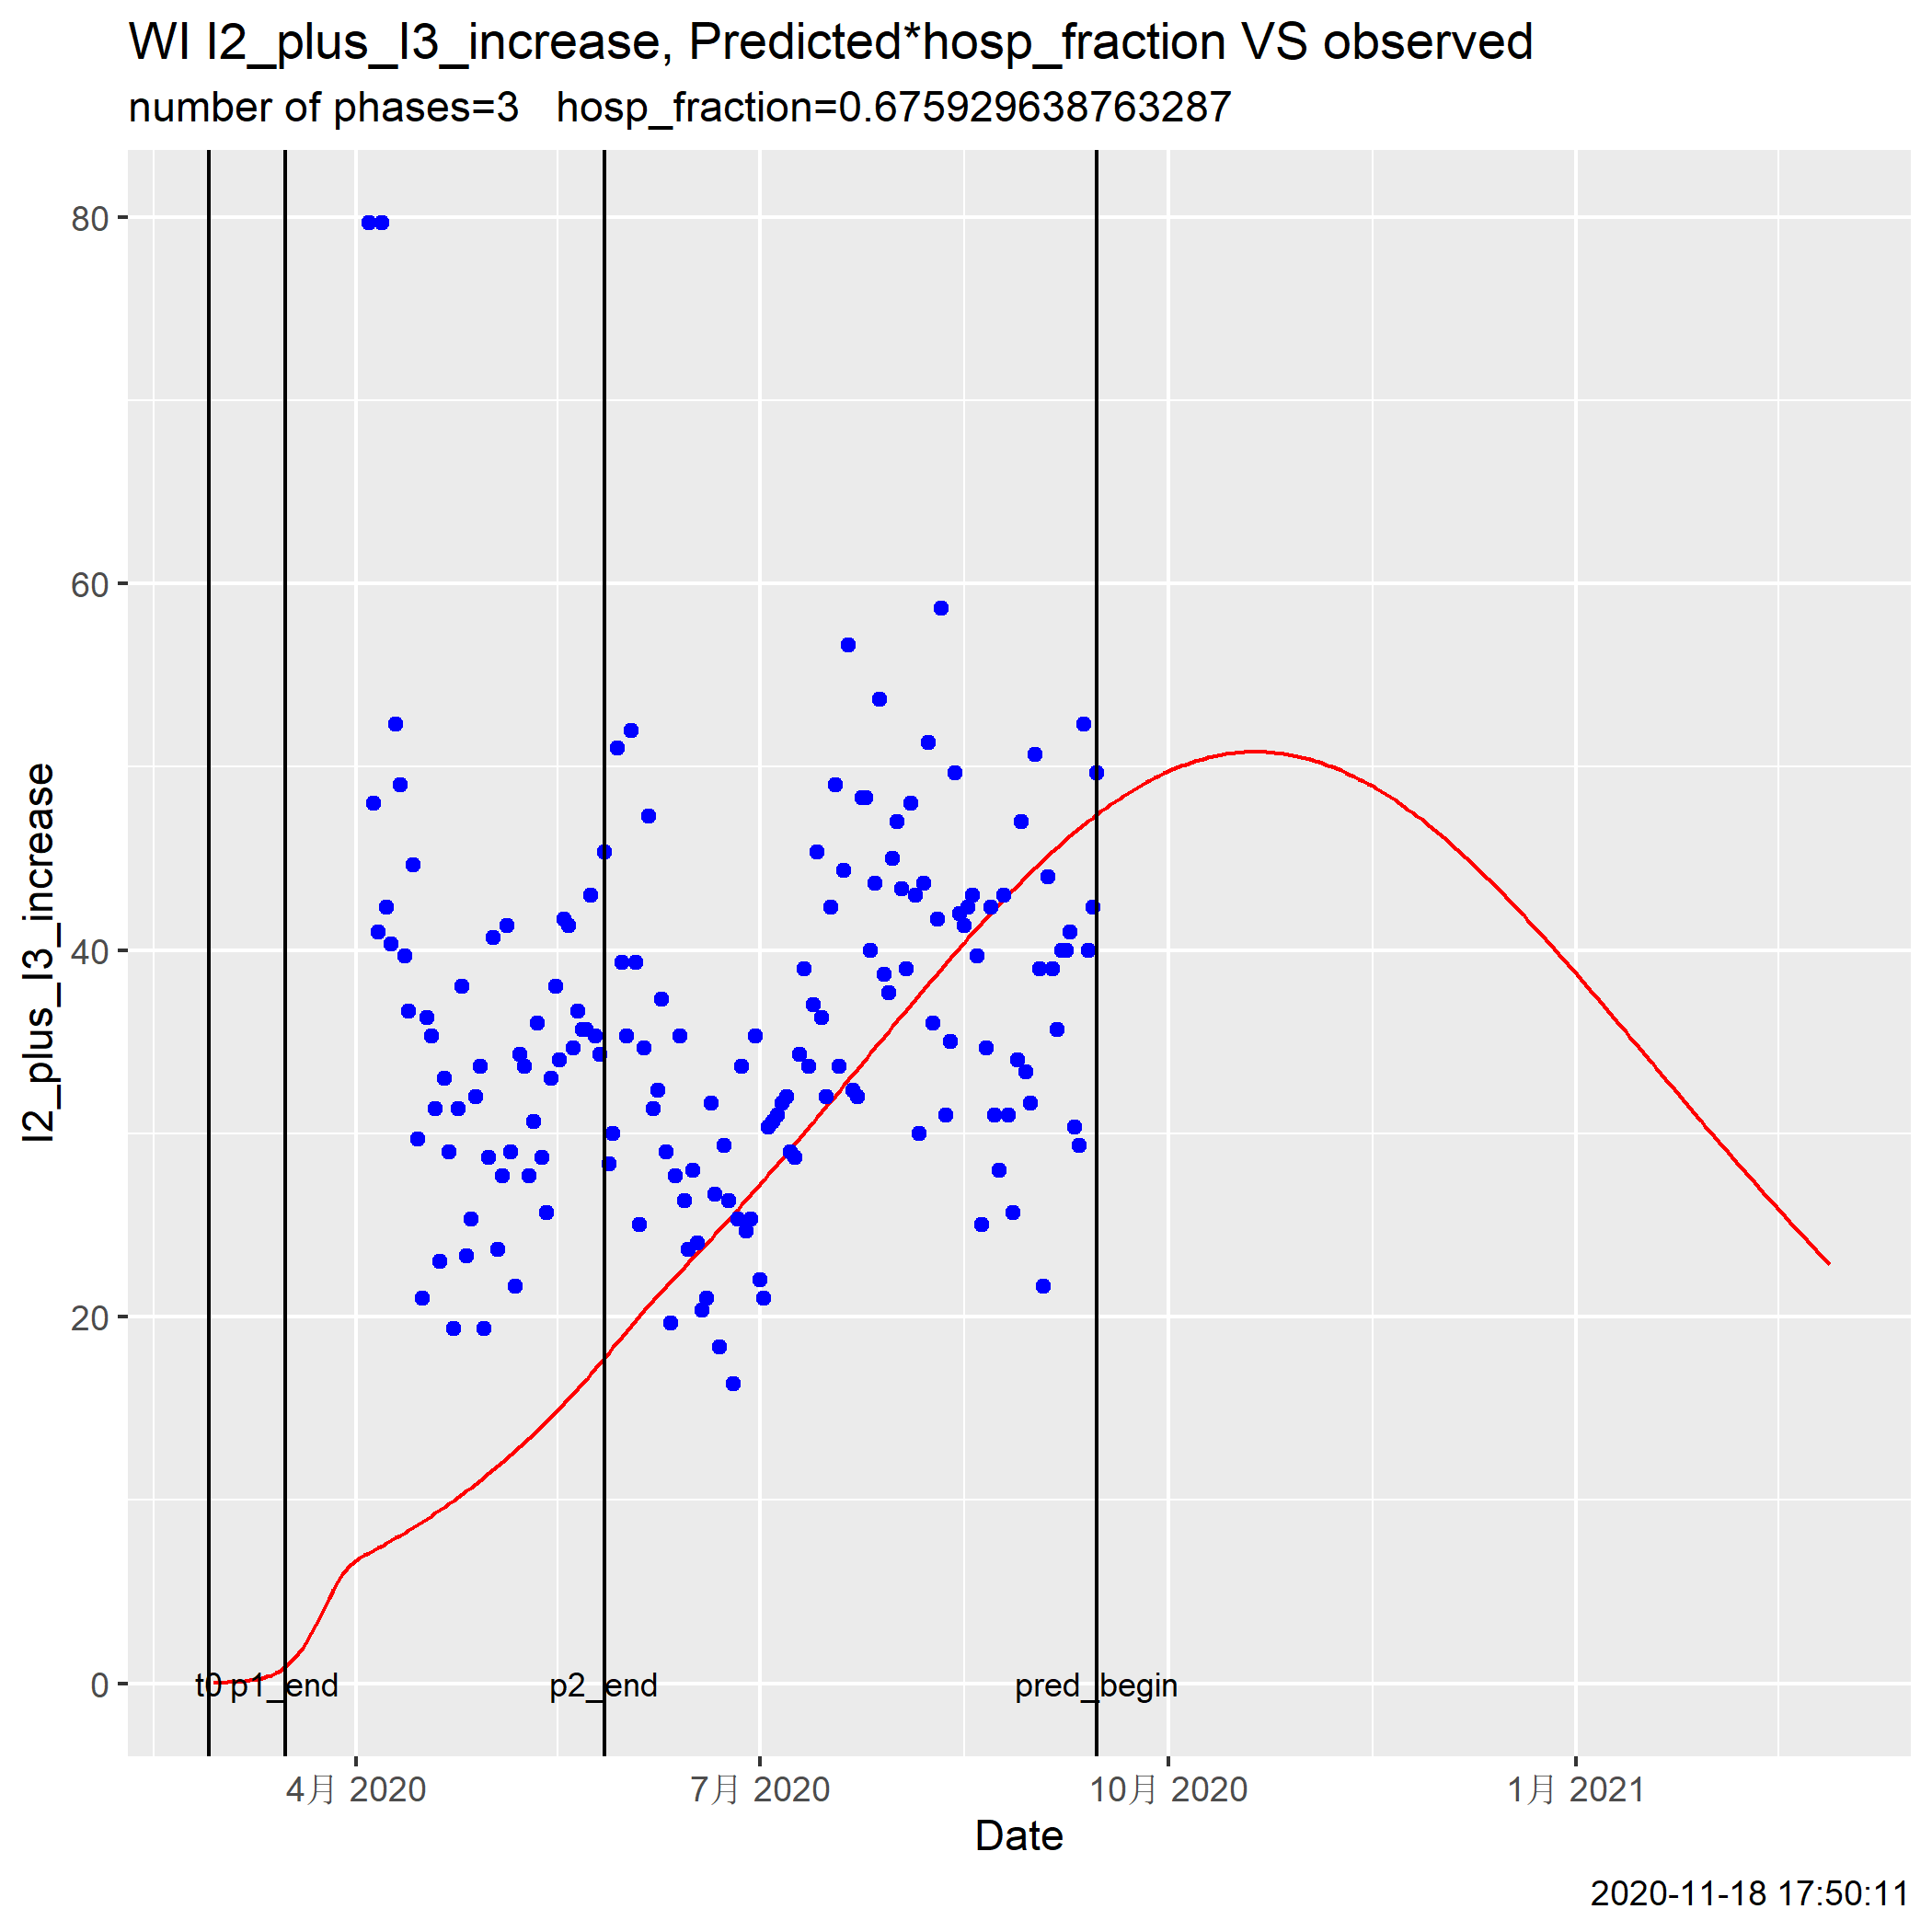 WI I2_plus_I3_increase, Predicted*hosp_fraction VS observed
number of phases=3 hosp_fraction=0.675929638763287
80
60
40
20
0
I2_plus_I3_increase
t0 p1_end p2_end pred_begin
4月 2020 7月 2020 10月 2020 1月 2021
Date
2020-11-18 17:50:11